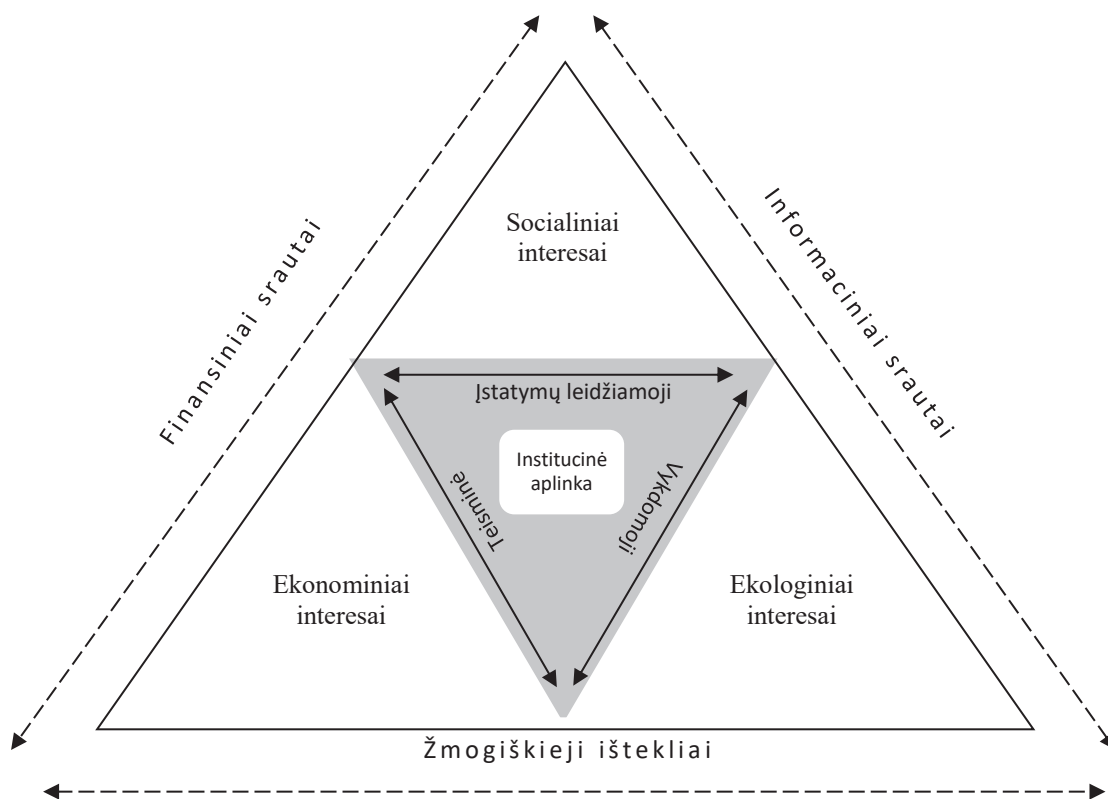 Socialiniai
interesai
Finansiniai srautai
Informaciniai srautai
Įstatymų leidžiamoji
Institucinė
aplinka
Teisminė
Vykdomoji
Ekonominiai
interesai
Ekologiniai
interesai
Žmogiškieji ištekliai